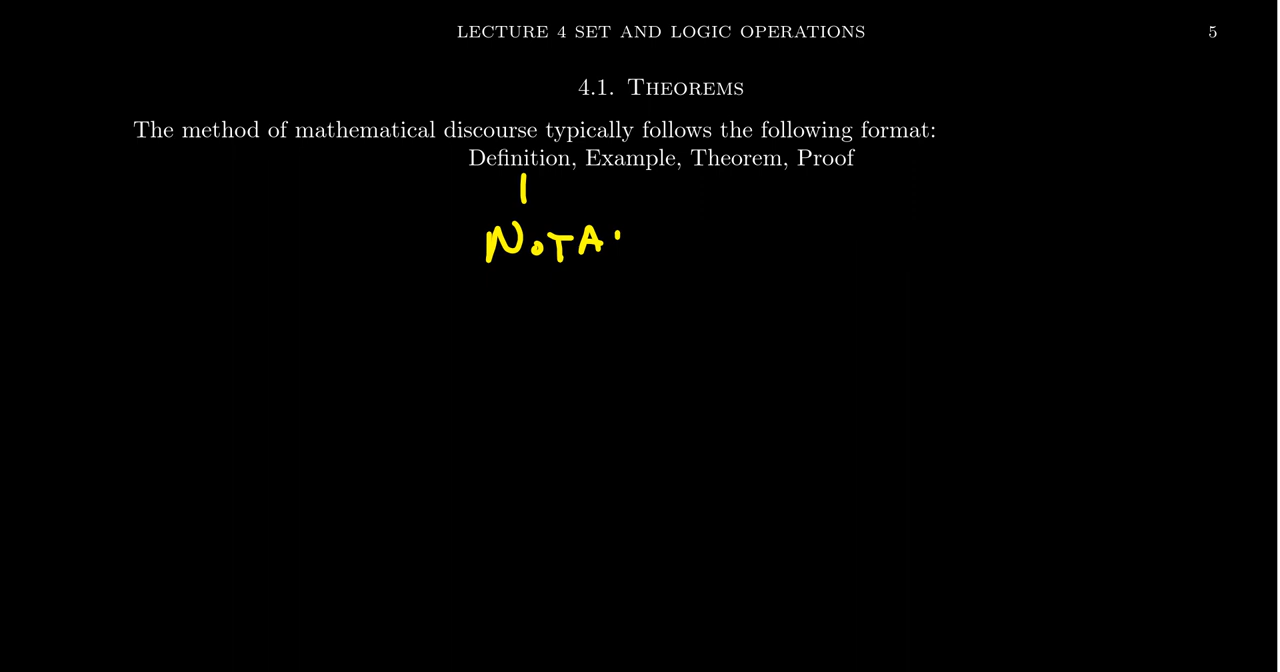 LECTURE 4 SET AND LOGIC OPERATIONS 5
4.1. THEOREMS
The method of mathematical discourse typically follows the following format:
Definition, Example, Theorem, Proof
NOTA